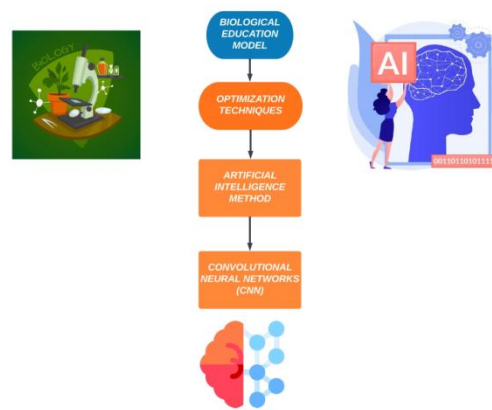 BIOLOGICAL
EDUCATION
MODEL
BIOLOGY
AI
OPTIMIZATION
TECHNIQUES
00110110101111
ARTIFICIAL
INTELLIGENCE
METHOD
CONVOLUTIONAL
NEURAL NETWORKS
(CNN)